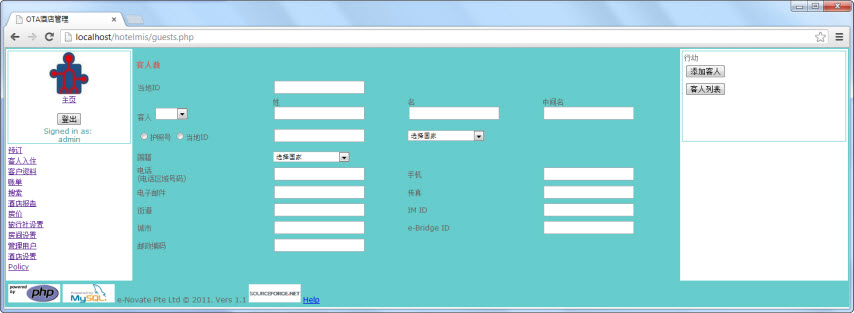 OTA酒店管理
localhost/hotelmis/guests.php
主页
登出
Signed in as:
admin
预订
客人入住
客户资料
账单
搜索
酒店报告
房价
旅行社设置
房间设置
管理用户
酒店设置
Policy
客人数
当地ID
姓 名 中间名
客人
护照号 当地ID 选择国家
国籍 选择国家
电话 手机
(电话区域号码)
电子邮件 传真
街道 IM ID
城市 e-Bridge ID
邮政编码
行动
添加客人
客人列表
powered by php Powered by MySQL e-Novate Pte Ltd © 2011. Vers 1.1 SOURCEFORGE.NET Help